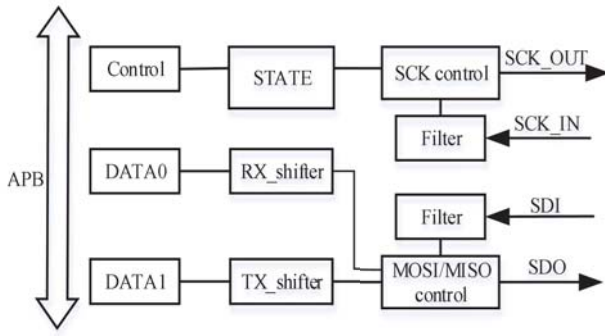 APB
Control
STATE
SCK control
SCK_OUT
Filter
SCK_IN
DATA0
RX_shifter
Filter
SDI
DATA1
TX_shifter
MOSI/MISO
control
SDO